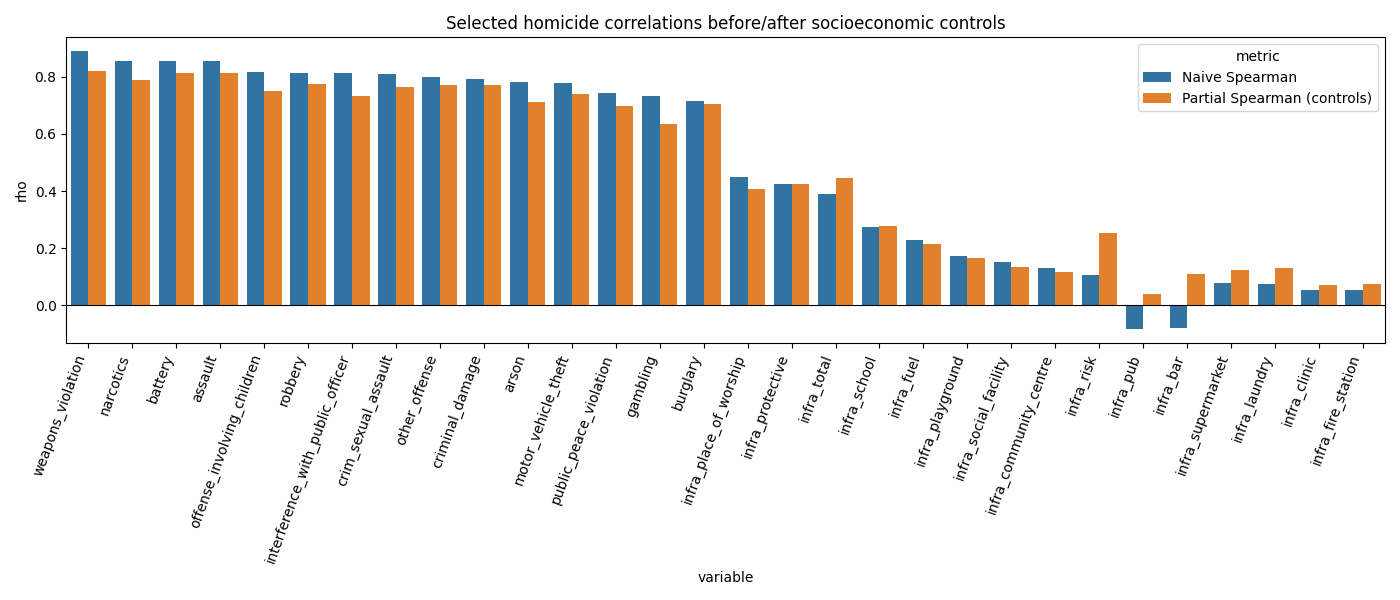 Selected homicide correlations before/after socioeconomic controls
metric
Naive Spearman
Partial Spearman (controls)
rho
0.8
0.6
0.4
0.2
0.0
weapons_violation
narcotics
battery
assault
offense_involving_children
robbery
interference_with_public_officer
crim_sexual_assault
other_offense
criminal_damage
arson
motor_vehicle_theft
public_peace_violation
gambling
burglary
infra_place_of_worship
infra_protective
infra_total
infra_school
infra_fuel
infra_playground
infra_social_facility
infra_community_centre
infra_risk
infra_pub
infra_bar
infra_supermarket
infra_laundry
infra_clinic
infra_fire_station
variable